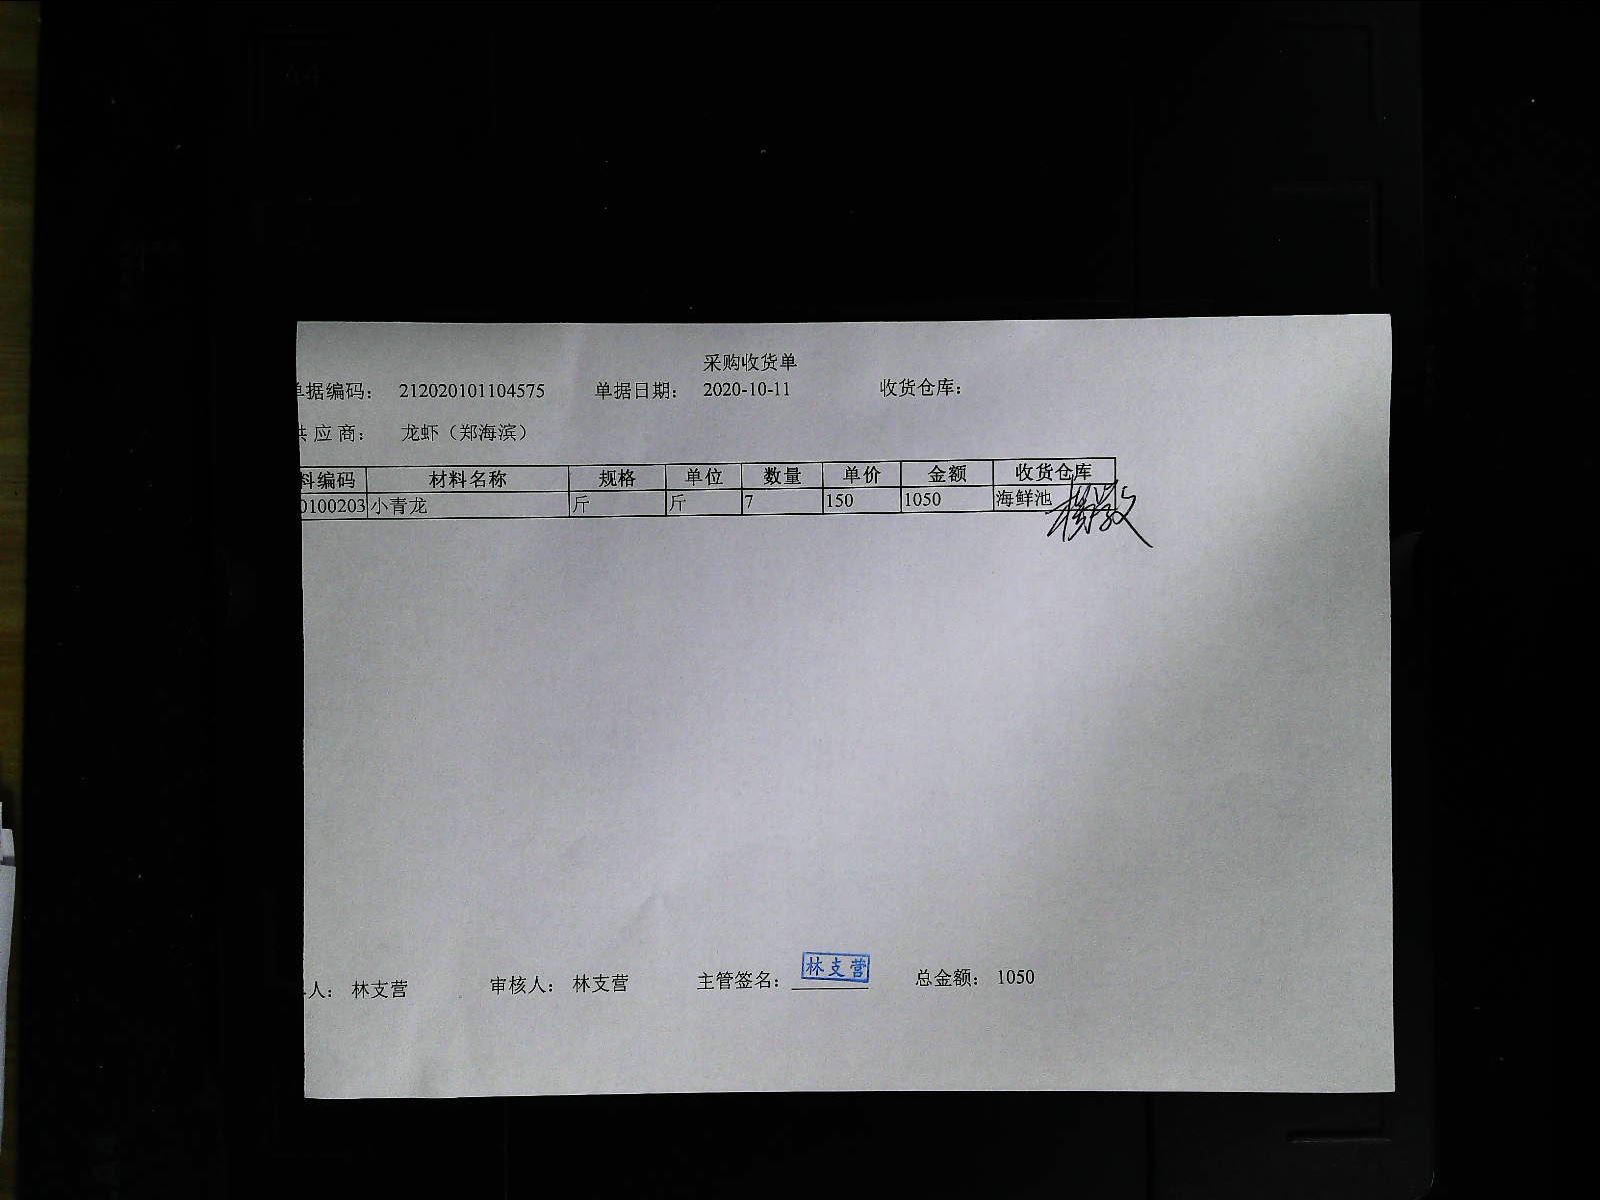 采购收货单
单据编码： 212020101104575 单据日期： 2020-10-11 收货仓库：
供应商： 龙虾（郑海滨）
料编码 材料名称 规格 单位 数量 单价 金额 收货仓库
0100203 小青龙 斤 斤 7 150 1050 海鲜池
人： 林支营 审核人： 林支营 主管签名： 林支营 总金额： 1050